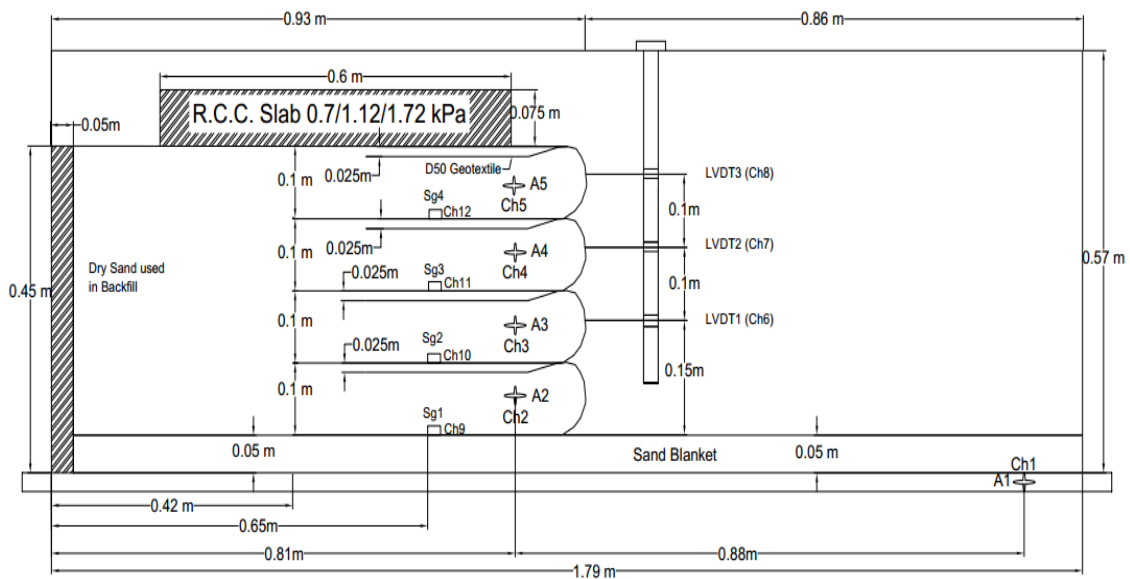 0.93 m
0.86 m
0.6 m
R.C.C. Slab 0.7/1.12/1.72 kPa
0.075 m
0.05m
D50 Geotextile
0.025m
0.1 m
A5
Ch5
Sg4
Ch12
LVDT3 (Ch8)
0.1m
0.025m
0.1 m
A4
Ch4
LVDT2 (Ch7)
0.57 m
Dry Sand used
in Backfill
Sg3
Ch11
0.025m
0.45 m
0.1m
0.1 m
A3
Ch3
LVDT1 (Ch6)
Sg2
Ch10
0.025m
0.15m
0.1 m
A2
Ch2
Sg1
Ch9
0.05 m
Sand Blanket
0.05 m
Ch1
A1
0.42 m
0.65m
0.81m
0.88m
1.79 m